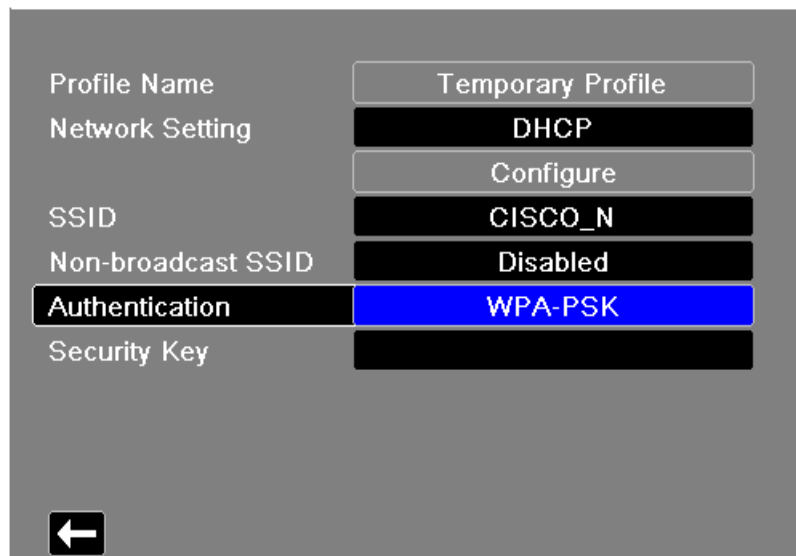 Profile Name Temporary Profile
Network Setting DHCP
Configure
SSID CISCO_N
Non-broadcast SSID Disabled
Authentication WPA-PSK
Security Key